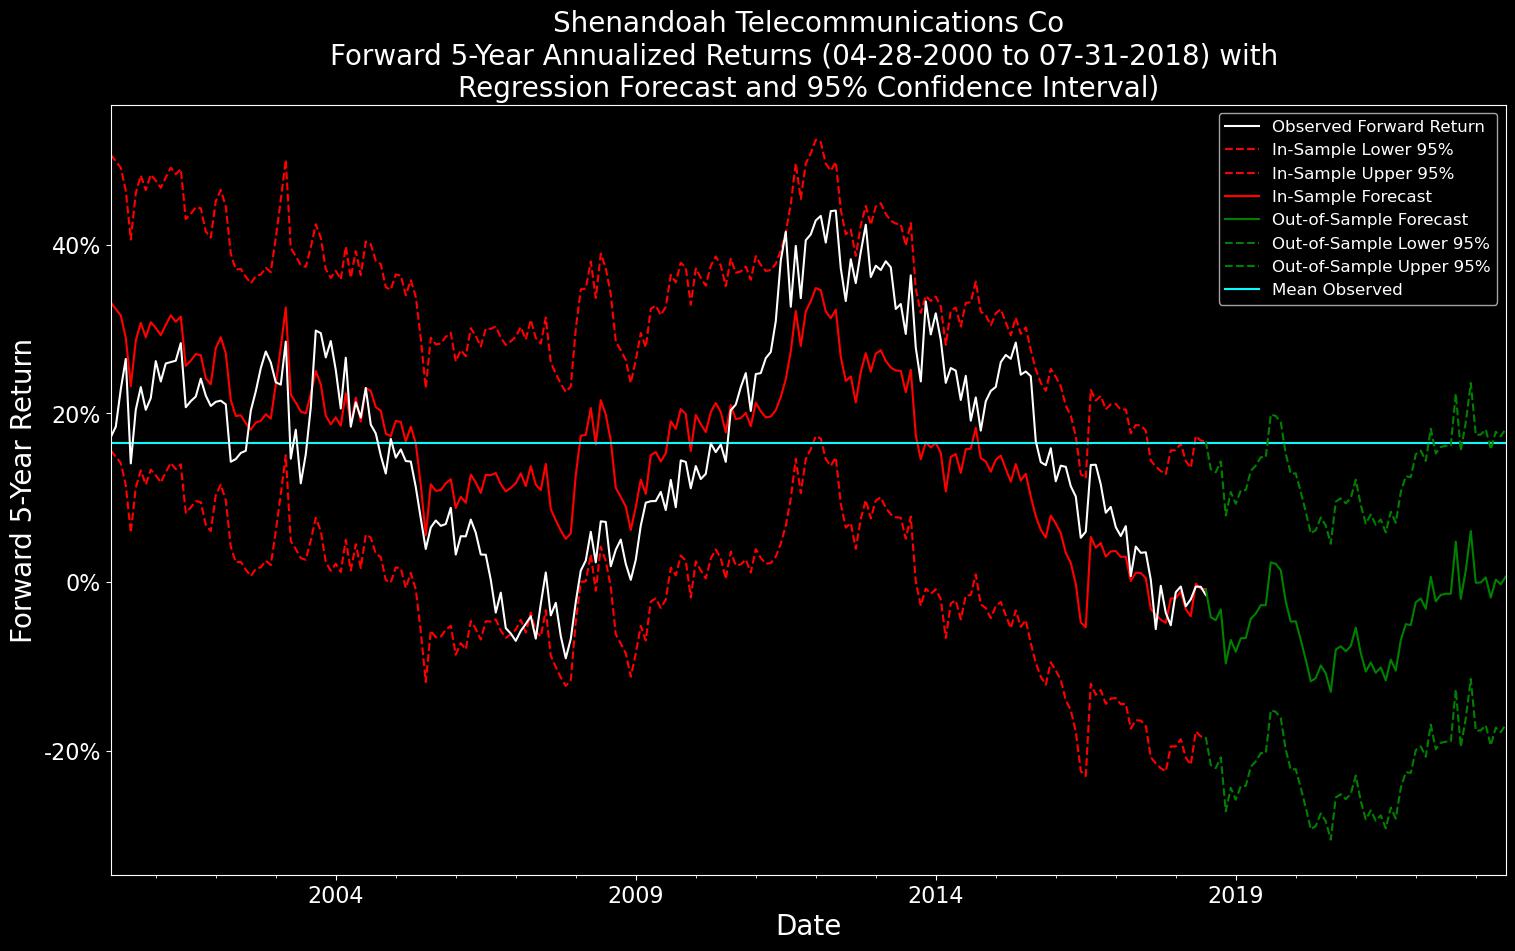 Shenandoah Telecommunications Co
Forward 5-Year Annualized Returns (04-28-2000 to 07-31-2018) with
Regression Forecast and 95% Confidence Interval)
Observed Forward Return
In-Sample Lower 95%
In-Sample Upper 95%
In-Sample Forecast
Out-of-Sample Forecast
Out-of-Sample Lower 95%
Out-of-Sample Upper 95%
Mean Observed
Forward 5-Year Return
40%
20%
0%
-20%
2004
2009
2014
2019
Date